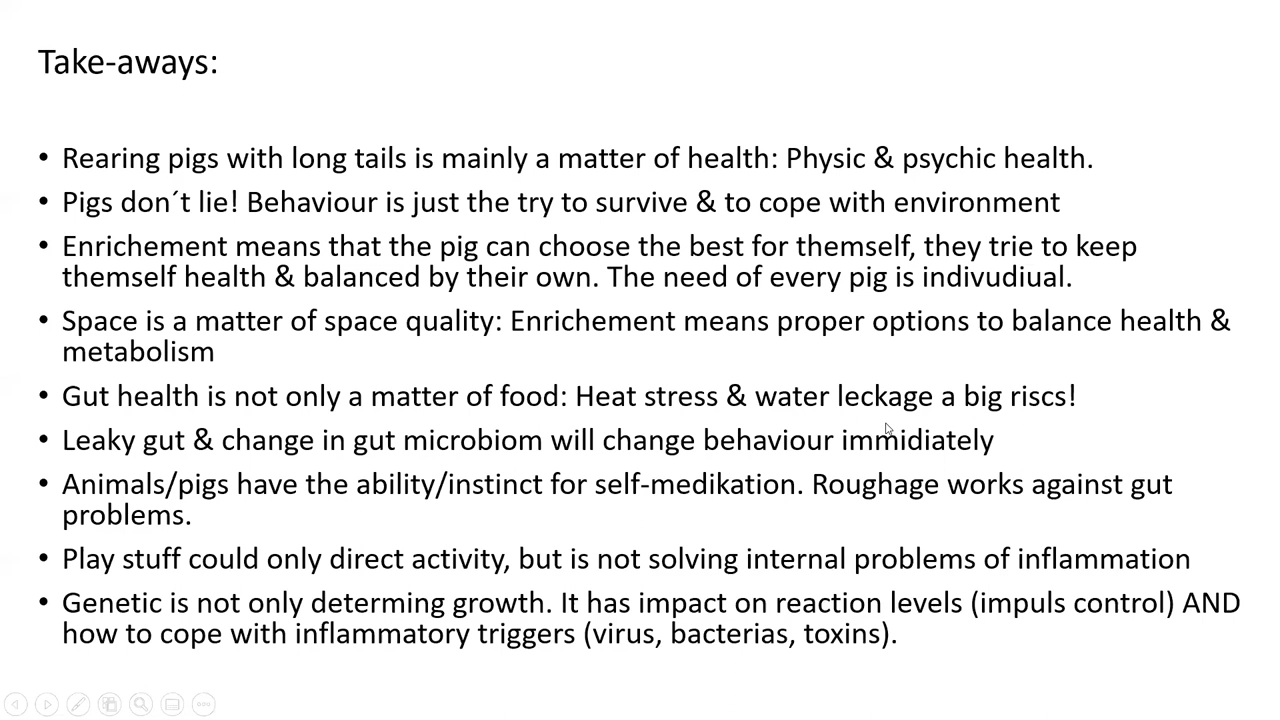 Take-aways:
• Rearing pigs with long tails is mainly a matter of health: Physic & psychic health.
• Pigs don´t lie! Behaviour is just the try to survive & to cope with environment
• Enrichement means that the pig can choose the best for themself, they trie to keep
themself health & balanced by their own. The need of every pig is indivudiual.
• Space is a matter of space quality: Enrichement means proper options to balance health &
metabolism
• Gut health is not only a matter of food: Heat stress & water leckage a big riscs!
• Leaky gut & change in gut microbiom will change behaviour immidiately
• Animals/pigs have the ability/instinct for self-medikation. Roughage works against gut
problems.
• Play stuff could only direct activity, but is not solving internal problems of inflammation
• Genetic is not only determing growth. It has impact on reaction levels (impuls control) AND
how to cope with inflammatory triggers (virus, bacterias, toxins).